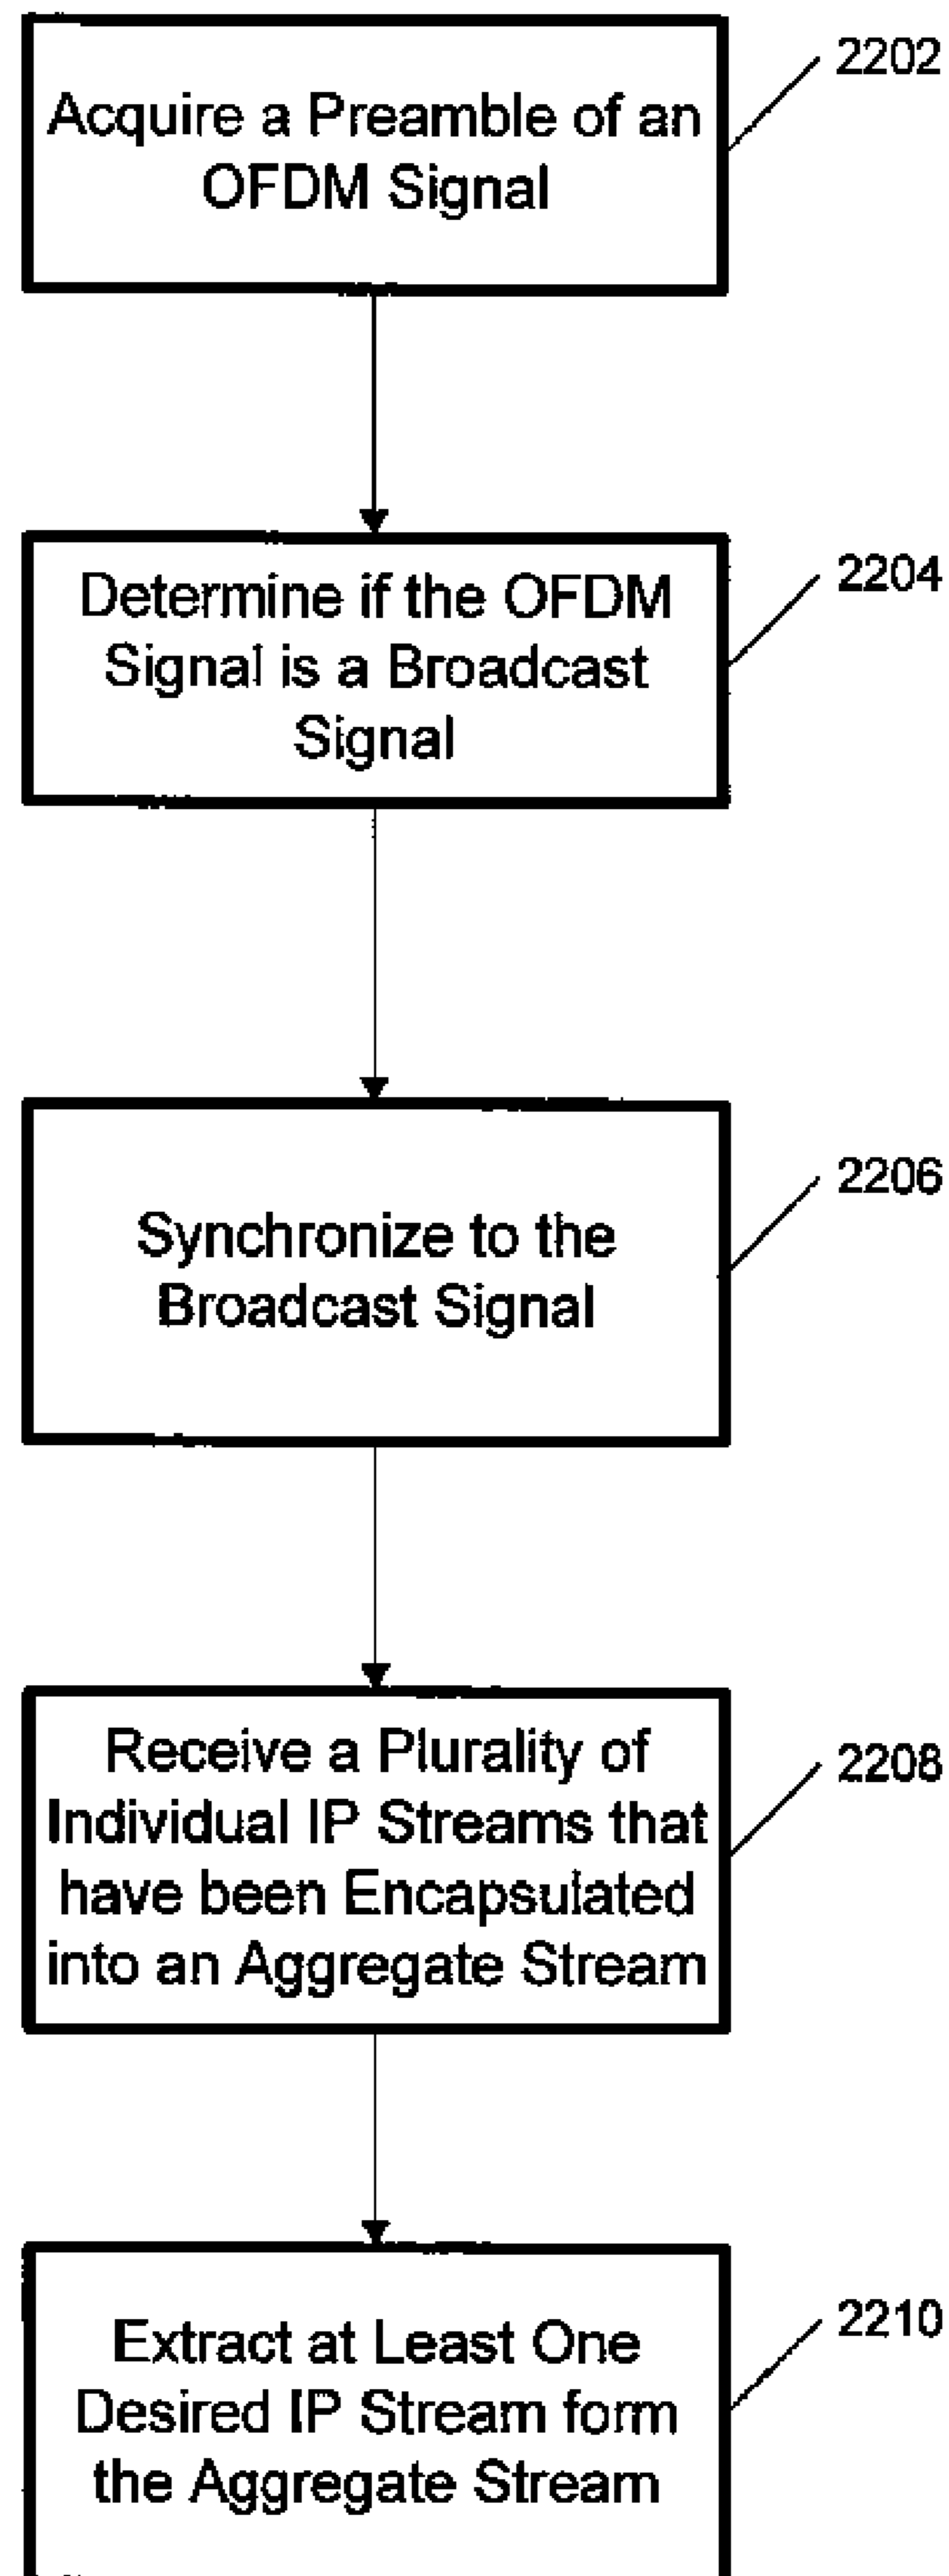 Acquire a Preamble of an
OFDM Signal
2202
Determine if the OFDM
Signal is a Broadcast
Signal
2204
Synchronize to the
Broadcast Signal
2206
Receive a Plurality of
Individual IP Streams that
have been Encapsulated
into an Aggregate Stream
2208
Extract at Least One
Desired IP Stream form
the Aggregate Stream
2210